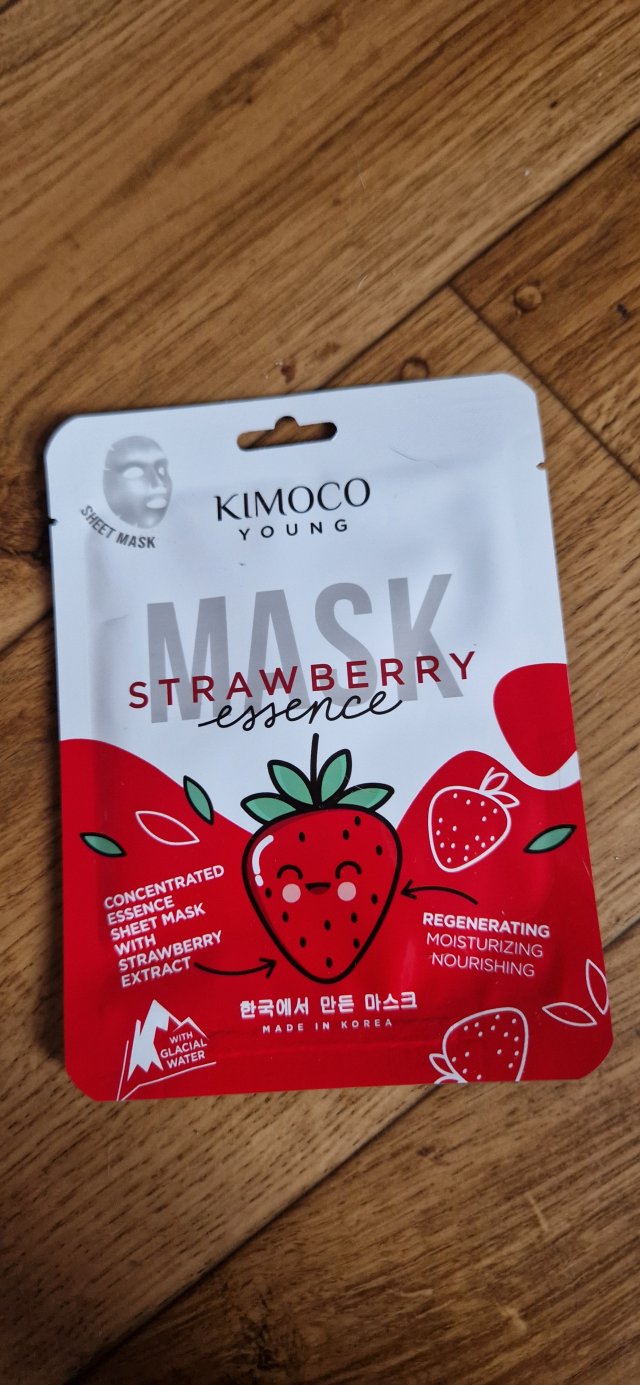 SHEET MASK
KIMOCO
YOUNG
MASK
STRAWBERRY
essence
CONCENTRATED
ESSENCE
SHEET MASK
WITH
STRAWBERRY
EXTRACT
REGENERATING
MOISTURIZING
NOURISHING
한국에서 만든 마스크
MADE IN KOREA
WITH
GLACIAL
WATER